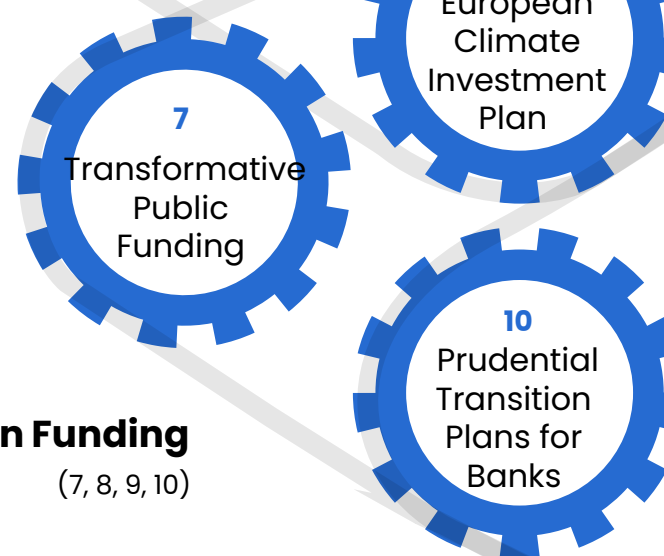 European
Climate
Investment
Plan
7
Transformative
Public
Funding
10
Prudential
Transition
Plans for
Banks
n Funding
(7, 8, 9, 10)